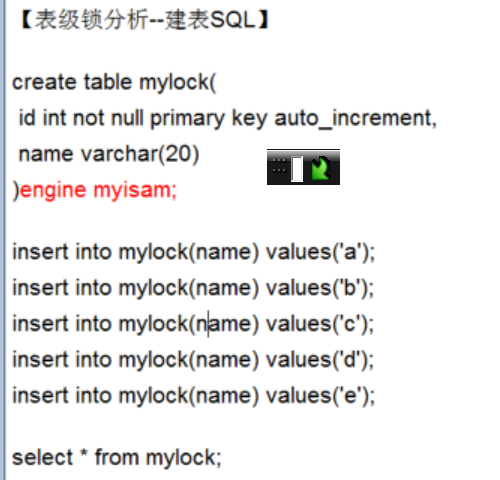 【表级锁分析--建表SQL】
create table mylock(
id int not null primary key auto_increment,
name varchar(20)
)engine myisam;
insert into mylock(name) values('a');
insert into mylock(name) values('b');
insert into mylock(name) values('c');
insert into mylock(name) values('d');
insert into mylock(name) values('e');
select * from mylock;